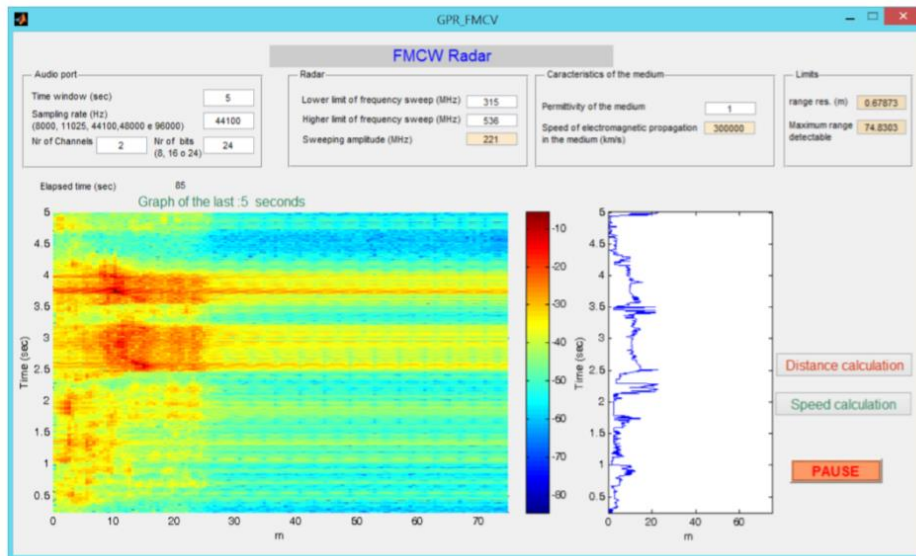 GPR_FMCV
FMCW Radar
Audio port
Time window (sec) 5
Sampling rate (Hz)
(8000, 11025, 44100,48000 e 96000) 44100
Nr of Channels 2 Nr of bits 24
(8, 16 o 24)
Radar
Lower limit of frequency sweep (MHz) 315
Higher limit of frequency sweep (MHz) 536
Sweeping amplitude (MHz) 221
Caracteristics of the medium
Permittivity of the medium 1
Speed of electromagnetic propagation
in the medium (km/s) 300000
Limits
range res. (m) 0.67873
Maximum range
detectable 74.8303
Elapsed time (sec) 85
Graph of the last :5 seconds
5
4.5
4
3.5
3
2.5
2
1.5
1
0.5
Time (sec)
0 10 20 30 40 50 60 70
m
-10
-20
-30
-40
-50
-60
-70
-80
5
4.5
4
3.5
3
2.5
2
1.5
1
0.5
Time (sec)
0 20 40 60
m
Distance calculation
Speed calculation
PAUSE